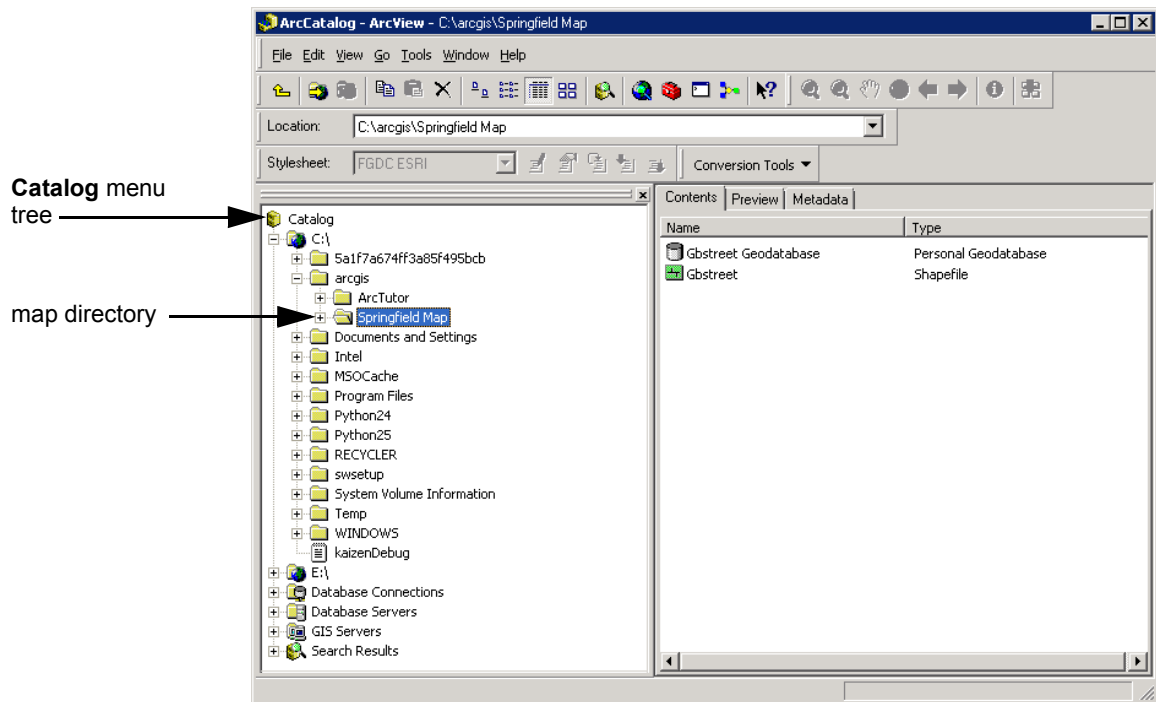 ArcCatalog - ArcView - C:\arcgis\Springfield Map
File Edit View Go Tools Window Help
Location: C:\arcgis\Springfield Map
Stylesheet: FGDC ESRI Conversion Tools
Catalog menu
tree
map directory
Catalog
C:\
5a1f7a674ff3a85f495bcb
arcgis
ArcTutor
Springfield Map
Documents and Settings
Intel
MSOCache
Program Files
Python24
Python25
RECYCLER
swsetup
System Volume Information
Temp
WINDOWS
kaizenDebug
E:\
Database Connections
Database Servers
GIS Servers
Search Results
Contents Preview Metadata
Name Type
Gbstreet Geodatabase Personal Geodatabase
Gbstreet Shapefile